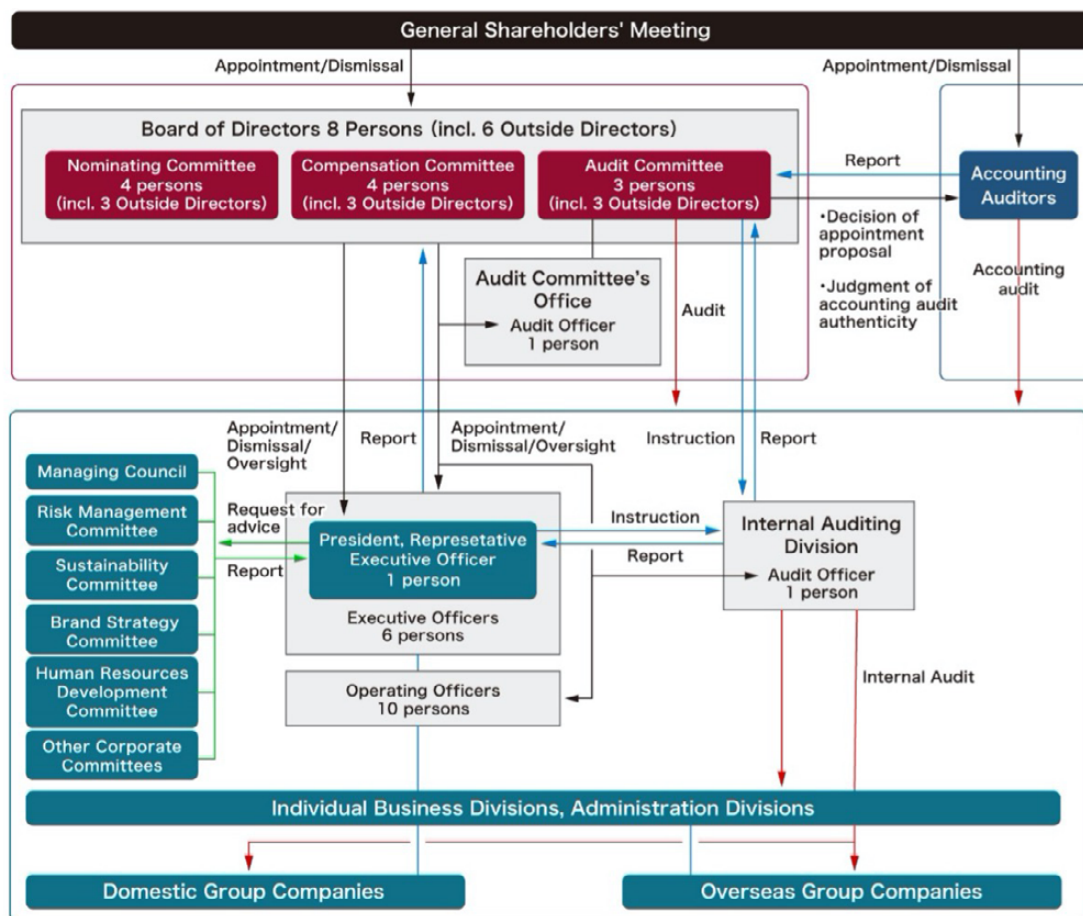 General Shareholders' Meeting
Appointment/Dismissal
Appointment/Dismissal
Board of Directors 8 Persons (incl. 6 Outside Directors)
Nominating Committee
4 persons
(incl. 3 Outside Directors)
Compensation Committee
4 persons
(incl. 3 Outside Directors)
Audit Committee
3 persons
(incl. 3 Outside Directors)
Report
Accounting
Auditors
•Decision of
appointment
proposal
•Judgment of
accounting audit
authenticity
Accounting
audit
Audit Committee's
Office
Audit Officer
1 person
Audit
Appointment/
Dismissal/
Oversight
Report
Appointment/
Dismissal/Oversight
Instruction
Report
Managing Council
Risk Management
Committee
Sustainability
Committee
Brand Strategy
Committee
Human Resources
Development
Committee
Other Corporate
Committees
Request for
advice
Report
President, Represetative
Executive Officer
1 person
Executive Officers
6 persons
Instruction
Report
Internal Auditing
Division
Audit Officer
1 person
Operating Officers
10 persons
Internal Audit
Individual Business Divisions, Administration Divisions
Domestic Group Companies
Overseas Group Companies